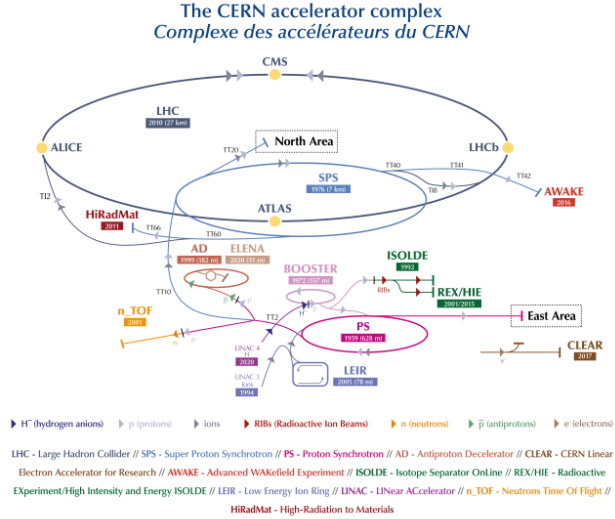 The CERN accelerator complex
Complexe des accélérateurs du CERN
CMS
LHC
2010 (27 km)
North Area
TT20
ALICE
LHCb
TT40
TT41
SPS
1976 (7 km)
TI8
TT42
TI2
AWAKE
2016
ATLAS
HiRadMat
2011
TT66
TT60
AD
1999 (182 m)
ELENA
2020 (31 m)
ISOLDE
1992
BOOSTER
1972 (157 m)
RIBs
REX/HIE
2001/2015
TT10
p
p̄
H⁻
p
n_TOF
2001
TT2
East Area
n
p
PS
1959 (628 m)
LINAC 4
H⁻
2020
CLEAR
2017
e⁻
LINAC 3
Ions
1994
LEIR
2005 (78 m)
H⁻ (hydrogen anions)
p (protons)
ions
RIBs (Radioactive Ion Beams)
n (neutrons)
p̄ (antiprotons)
e⁻ (electrons)
LHC - Large Hadron Collider // SPS - Super Proton Synchrotron // PS - Proton Synchrotron // AD - Antiproton Decelerator // CLEAR - CERN Linear
Electron Accelerator for Research // AWAKE - Advanced WAKefield Experiment // ISOLDE - Isotope Separator OnLine // REX/HIE - Radioactive
EXperiment/High Intensity and Energy ISOLDE // LEIR - Low Energy Ion Ring // LINAC - LINear ACcelerator // n_TOF - Neutrons Time Of Flight //
HiRadMat - High-Radiation to Materials